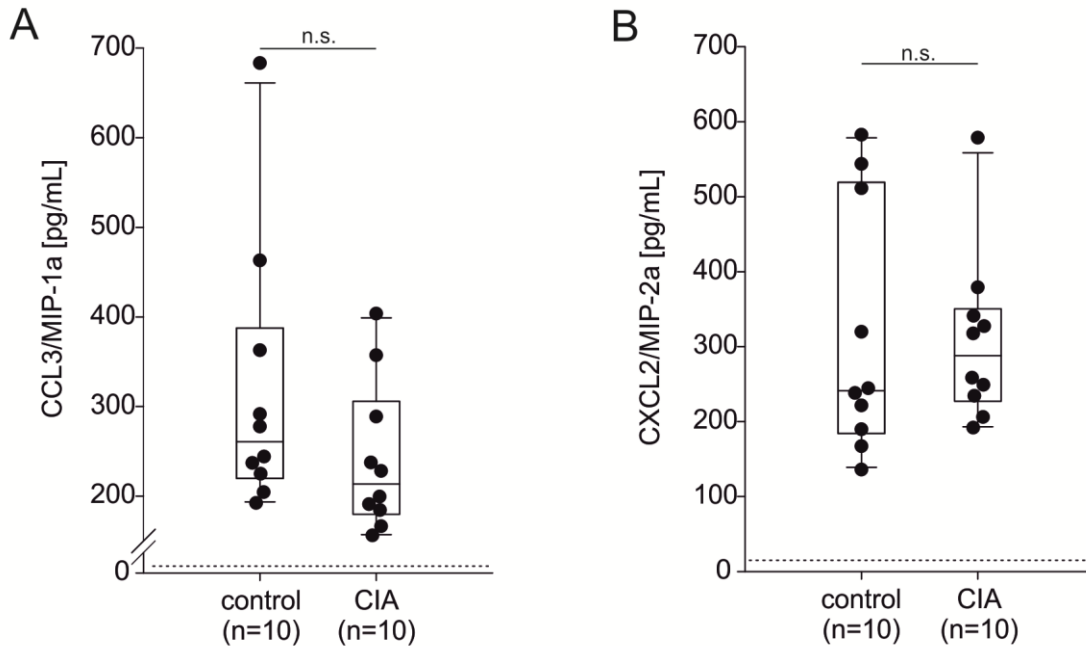 A
CCL3/MIP-1a [pg/mL]
700
600
500
400
300
200
0
n.s.
control
(n=10)
CIA
(n=10)
B
CXCL2/MIP-2a [pg/mL]
700
600
500
400
300
200
100
0
n.s.
control
(n=10)
CIA
(n=10)